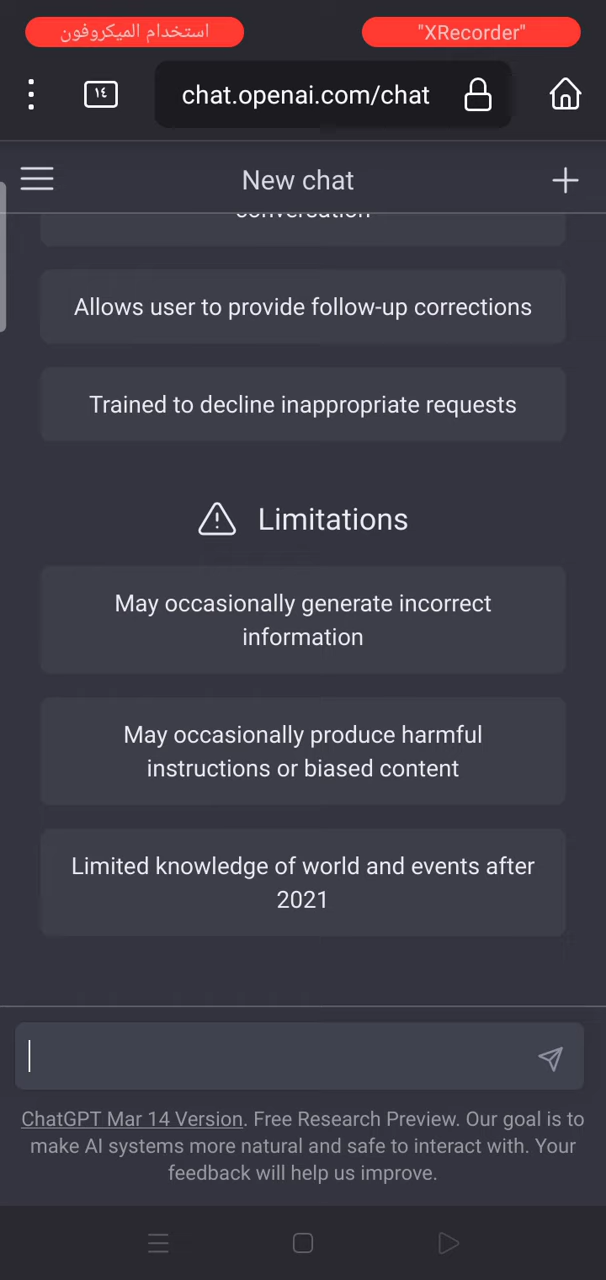 استخدام الميكروفون
"XRecorder"
١٤
chat.openai.com/chat
New chat
conversation
Allows user to provide follow-up corrections
Trained to decline inappropriate requests
Limitations
May occasionally generate incorrect
information
May occasionally produce harmful
instructions or biased content
Limited knowledge of world and events after
2021
ChatGPT Mar 14 Version. Free Research Preview. Our goal is to
make AI systems more natural and safe to interact with. Your
feedback will help us improve.